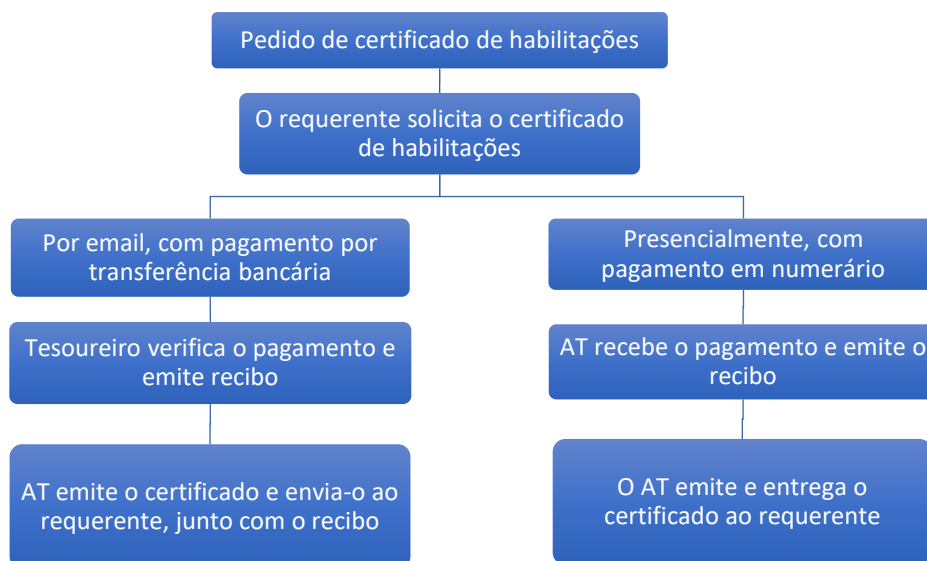 Pedido de certificado de habilitações
O requerente solicita o certificado
de habilitações
Por email, com pagamento por
transferência bancária
Presencialmente, com
pagamento em numerário
Tesoureiro verifica o pagamento e
emite recibo
AT recebe o pagamento e emite o
recibo
AT emite o certificado e envia-o ao
requerente, junto com o recibo
O AT emite e entrega o
certificado ao requerente